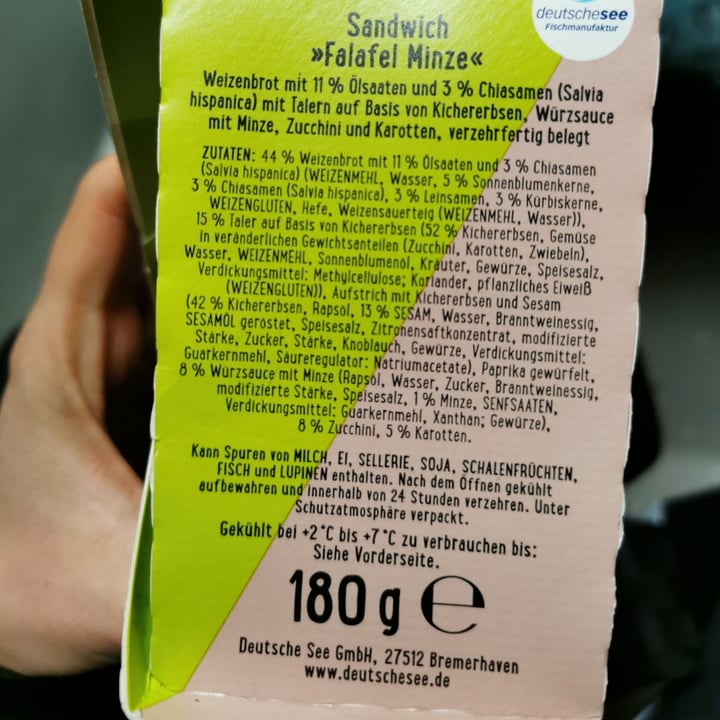 deutschesee
Fischmanufaktur
Sandwich
»Falafel Minze«
Weizenbrot mit 11 % Ölsaaten und 3 % Chiasamen (Salvia
hispanica) mit Talern auf Basis von Kichererbsen, Würzsauce
mit Minze, Zucchini und Karotten, verzehrfertig belegt
ZUTATEN: 44 % Weizenbrot mit 11 % Ölsaaten und 3 % Chiasamen
(Salvia hispanica) (WEIZENMEHL, Wasser, 5 % Sonnenblumenkerne,
3 % Chiasamen (Salvia hispanica), 3 % Leinsamen, 3 % Kürbiskerne,
WEIZENGLUTEN, Hefe, Weizensauerteig (WEIZENMEHL, Wasser)),
15 % Taler auf Basis von Kichererbsen (52 % Kichererbsen, Gemüse
in veränderlichen Gewichtsanteilen (Zucchini, Karotten, Zwiebeln),
Wasser, WEIZENMEHL, Sonnenblumenöl, Kräuter, Gewürze, Speisesalz,
Verdickungsmittel: Methylcellulose; Koriander, pflanzliches Eiweiß
(WEIZENGLUTEN)), Aufstrich mit Kichererbsen und Sesam
(42 % Kichererbsen, Rapsöl, 13 % SESAM, Wasser, Branntweinessig,
SESAMÖL geröstet, Speisesalz, Zitronensaftkonzentrat, modifizierte
Stärke, Zucker, Stärke, Knoblauch, Gewürze, Verdickungsmittel:
Guarkernmehl, Säureregulator: Natriumacetate), Paprika gewürfelt,
8 % Würzsauce mit Minze (Rapsöl, Wasser, Zucker, Branntweinessig,
modifizierte Stärke, Speisesalz, 1 % Minze, SENFSAATEN,
Verdickungsmittel: Guarkernmehl, Xanthan; Gewürze),
8 % Zucchini, 5 % Karotten.
Kann Spuren von MILCH, EI, SELLERIE, SOJA, SCHALENFRÜCHTEN,
FISCH und LUPINEN enthalten. Nach dem Öffnen gekühlt
aufbewahren und innerhalb von 24 Stunden verzehren. Unter
Schutzatmosphäre verpackt.
Gekühlt bei +2°C bis +7°C zu verbrauchen bis:
Siehe Vorderseite.
180 g ℮
Deutsche See GmbH, 27512 Bremerhaven
www.deutschesee.de